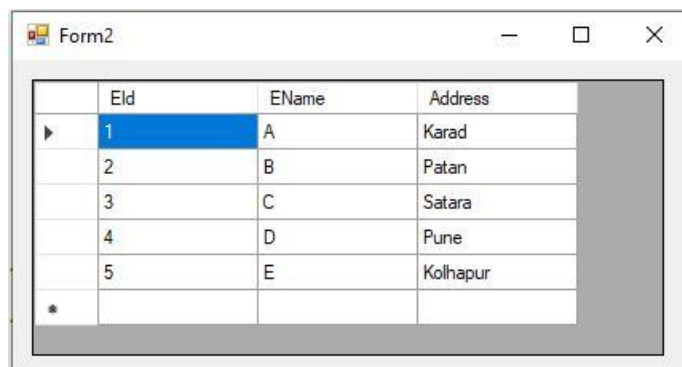 Form2
EId EName Address
1 A Karad
2 B Patan
3 C Satara
4 D Pune
5 E Kolhapur